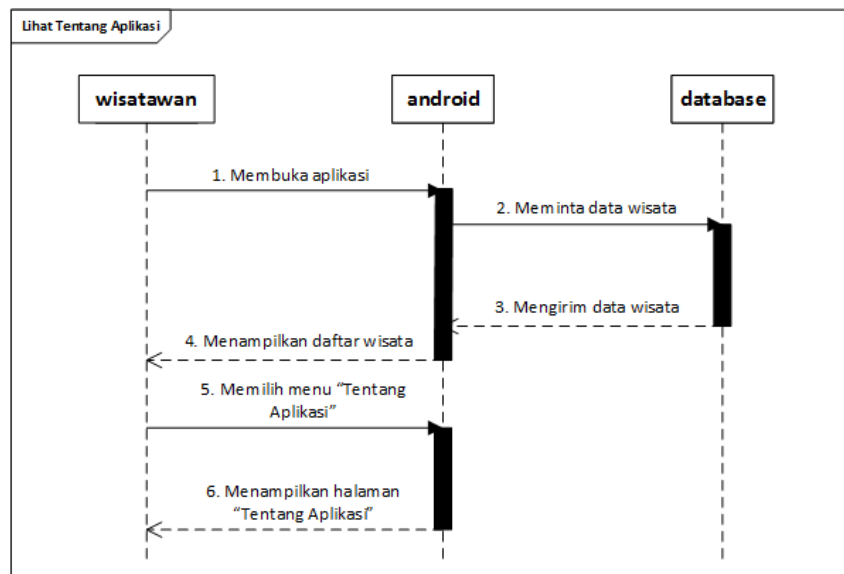 Lihat Tentang Aplikasi
wisatawan
android
database
1. Membuka aplikasi
2. Meminta data wisata
3. Mengirim data wisata
4. Menampilkan daftar wisata
5. Memilih menu “Tentang
Aplikasi”
6. Menampilkan halaman
“Tentang Aplikasi”